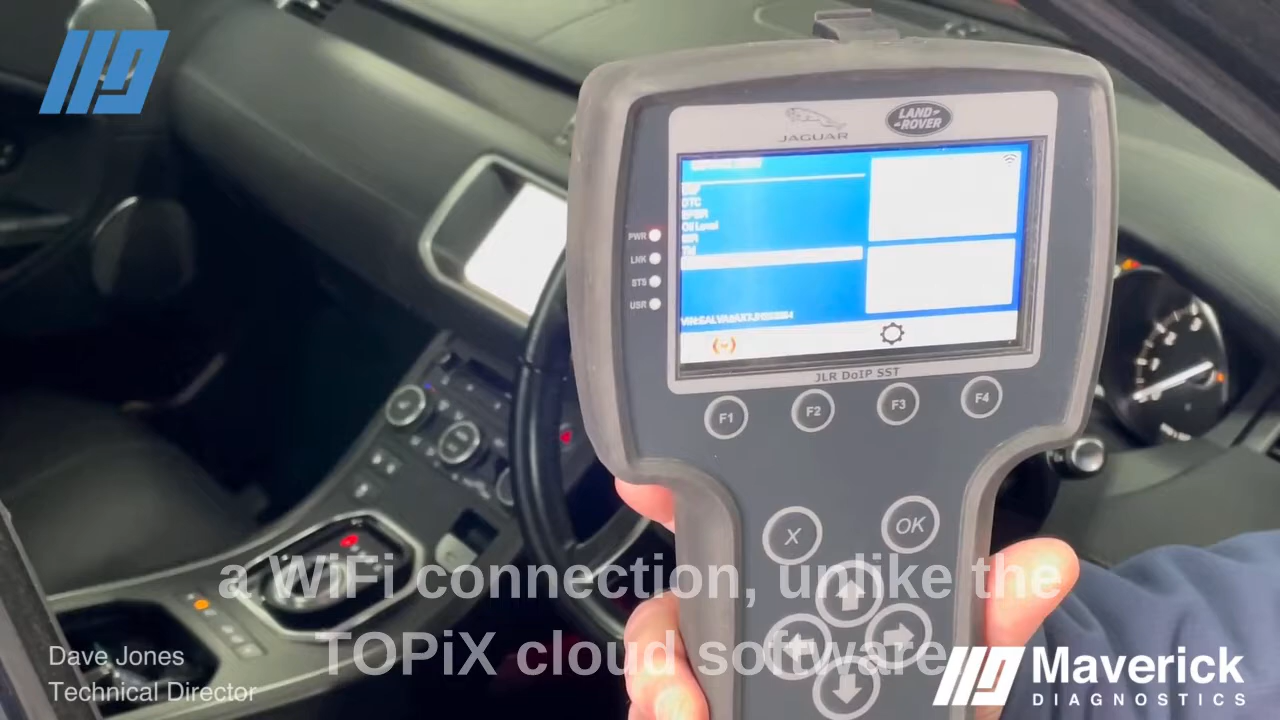 JAGUAR
LAND
ROVER
DTC
Oil Level
PWR
LNK
STS
USR
JLR DoIP SST
F1
F2
F3
F4
X
OK
a WiFi connection, unlike the
TOPiX cloud software
Dave Jones
Technical Director
Maverick
DIAGNOSTICS